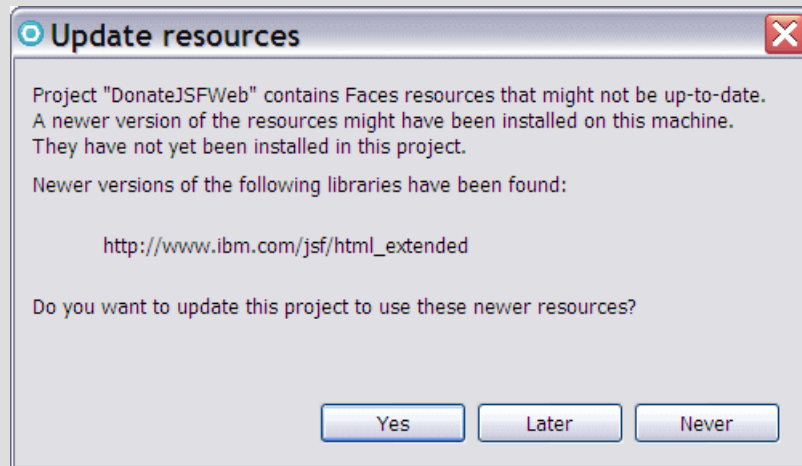 Update resources
Project "DonateJSFWeb" contains Faces resources that might not be up-to-date.
A newer version of the resources might have been installed on this machine.
They have not yet been installed in this project.
Newer versions of the following libraries have been found:
http://www.ibm.com/jsf/html_extended
Do you want to update this project to use these newer resources?
Yes Later Never